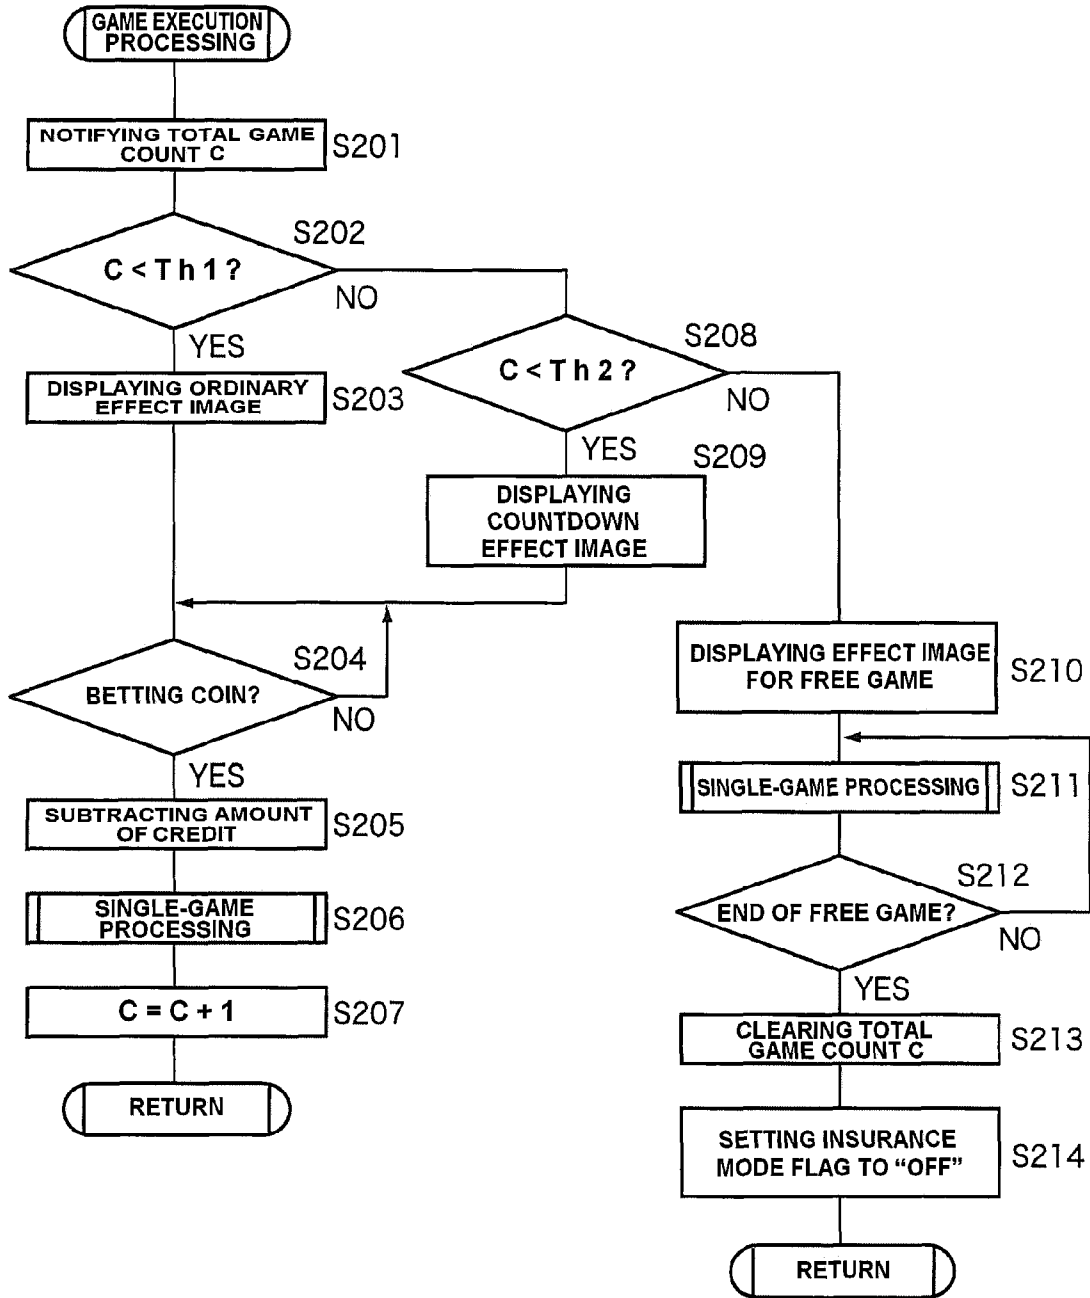 GAME EXECUTION
PROCESSING
NOTIFYING TOTAL GAME
COUNT C
S201
S202
C < Th1?
NO
YES
DISPLAYING ORDINARY
EFFECT IMAGE
S203
S208
C < Th2?
NO
YES
S209
DISPLAYING
COUNTDOWN
EFFECT IMAGE
S204
BETTING COIN?
NO
YES
SUBTRACTING AMOUNT
OF CREDIT
S205
SINGLE-GAME
PROCESSING
S206
C = C + 1
S207
RETURN
DISPLAYING EFFECT IMAGE
FOR FREE GAME
S210
SINGLE-GAME PROCESSING
S211
S212
END OF FREE GAME?
NO
YES
CLEARING TOTAL
GAME COUNT C
S213
SETTING INSURANCE
MODE FLAG TO “OFF”
S214
RETURN